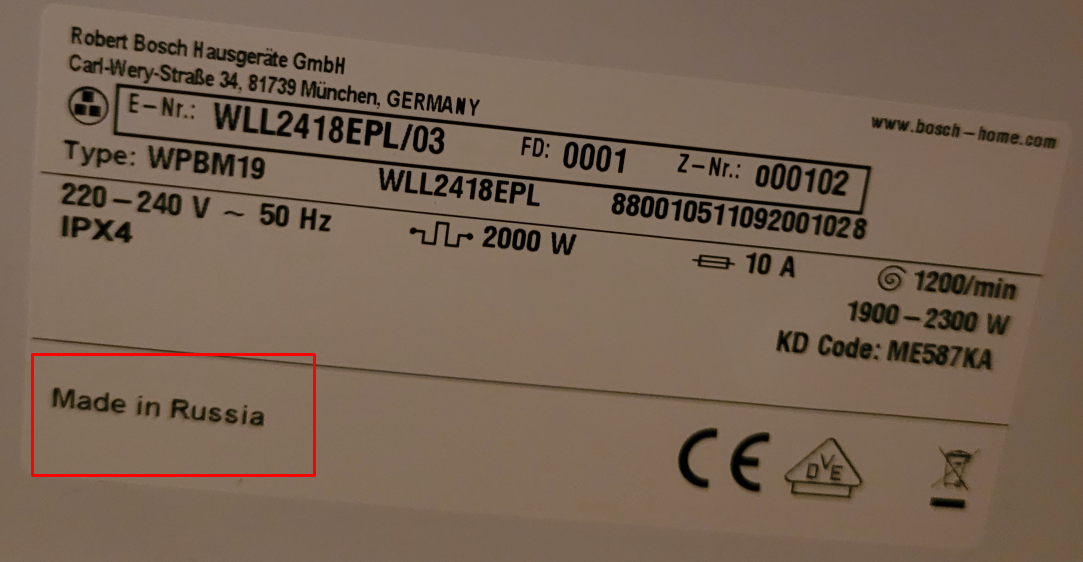 Robert Bosch Hausgeräte GmbH
Carl-Wery-Straße 34, 81739 München, GERMANY
www.bosch-home.com
E-Nr.: WLL2418EPL/03 FD: 0001 Z-Nr.: 000102
Type: WPBM19 WLL2418EPL 880010511092001028
220-240 V ~ 50 Hz 2000 W 10 A 1200/min
IPX4 1900-2300 W
KD Code: ME587KA
Made in Russia
CE DVE